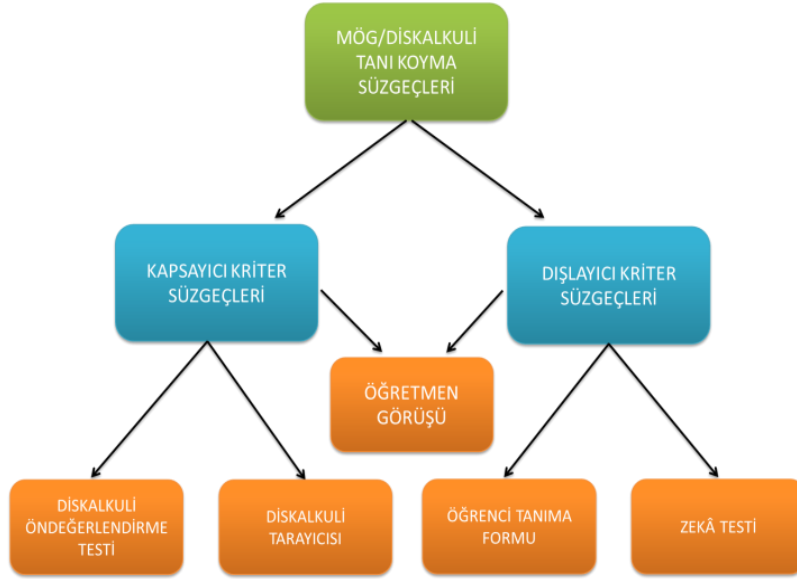 MÖG/DİSKALKULİ
TANI KOYMA
SÜZGEÇLERİ
KAPSAYICI KRİTER
SÜZGEÇLERİ
DIŞLAYICI KRİTER
SÜZGEÇLERİ
ÖĞRETMEN
GÖRÜŞÜ
DİSKALKULİ
ÖNDEĞERLENDİRME
TESTİ
DİSKALKULİ
TARAYICISI
ÖĞRENCİ TANIMA
FORMU
ZEKÂ TESTİ